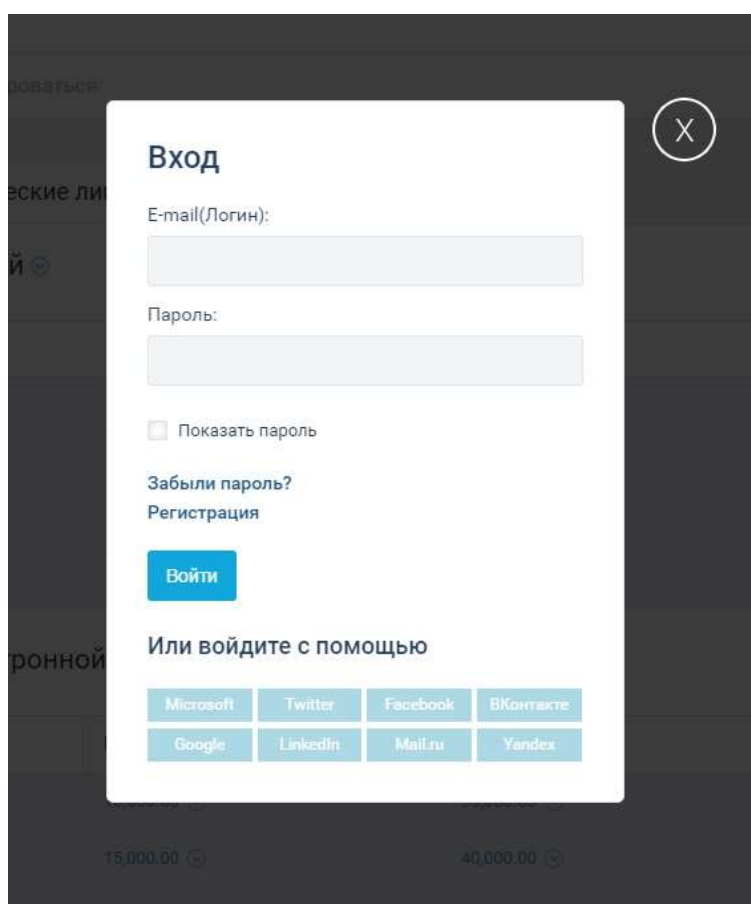 Вход
X
E-mail(Логин):
Пароль:
Показать пароль
Забыли пароль?
Регистрация
Войти
Или войдите с помощью
Microsoft Twitter Facebook ВКонтакте
Google LinkedIn Mail.ru Yandex
15,000.00 40,000.00